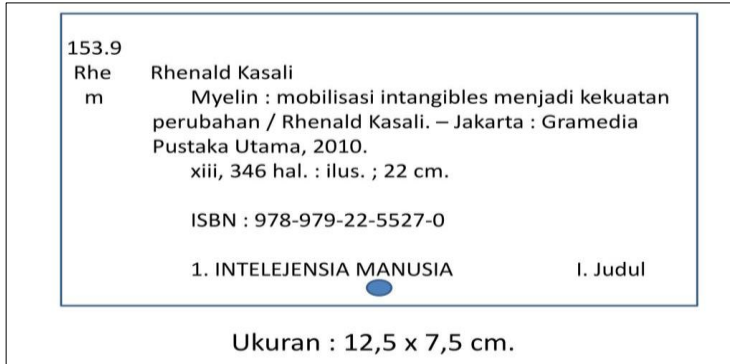 153.9
Rhe Rhenald Kasali
m Myelin : mobilisasi intangibles menjadi kekuatan
perubahan / Rhenald Kasali. – Jakarta : Gramedia
Pustaka Utama, 2010.
xiii, 346 hal. : ilus. ; 22 cm.
ISBN : 978-979-22-5527-0
1. INTELEJENSIA MANUSIA I. Judul
Ukuran : 12,5 x 7,5 cm.